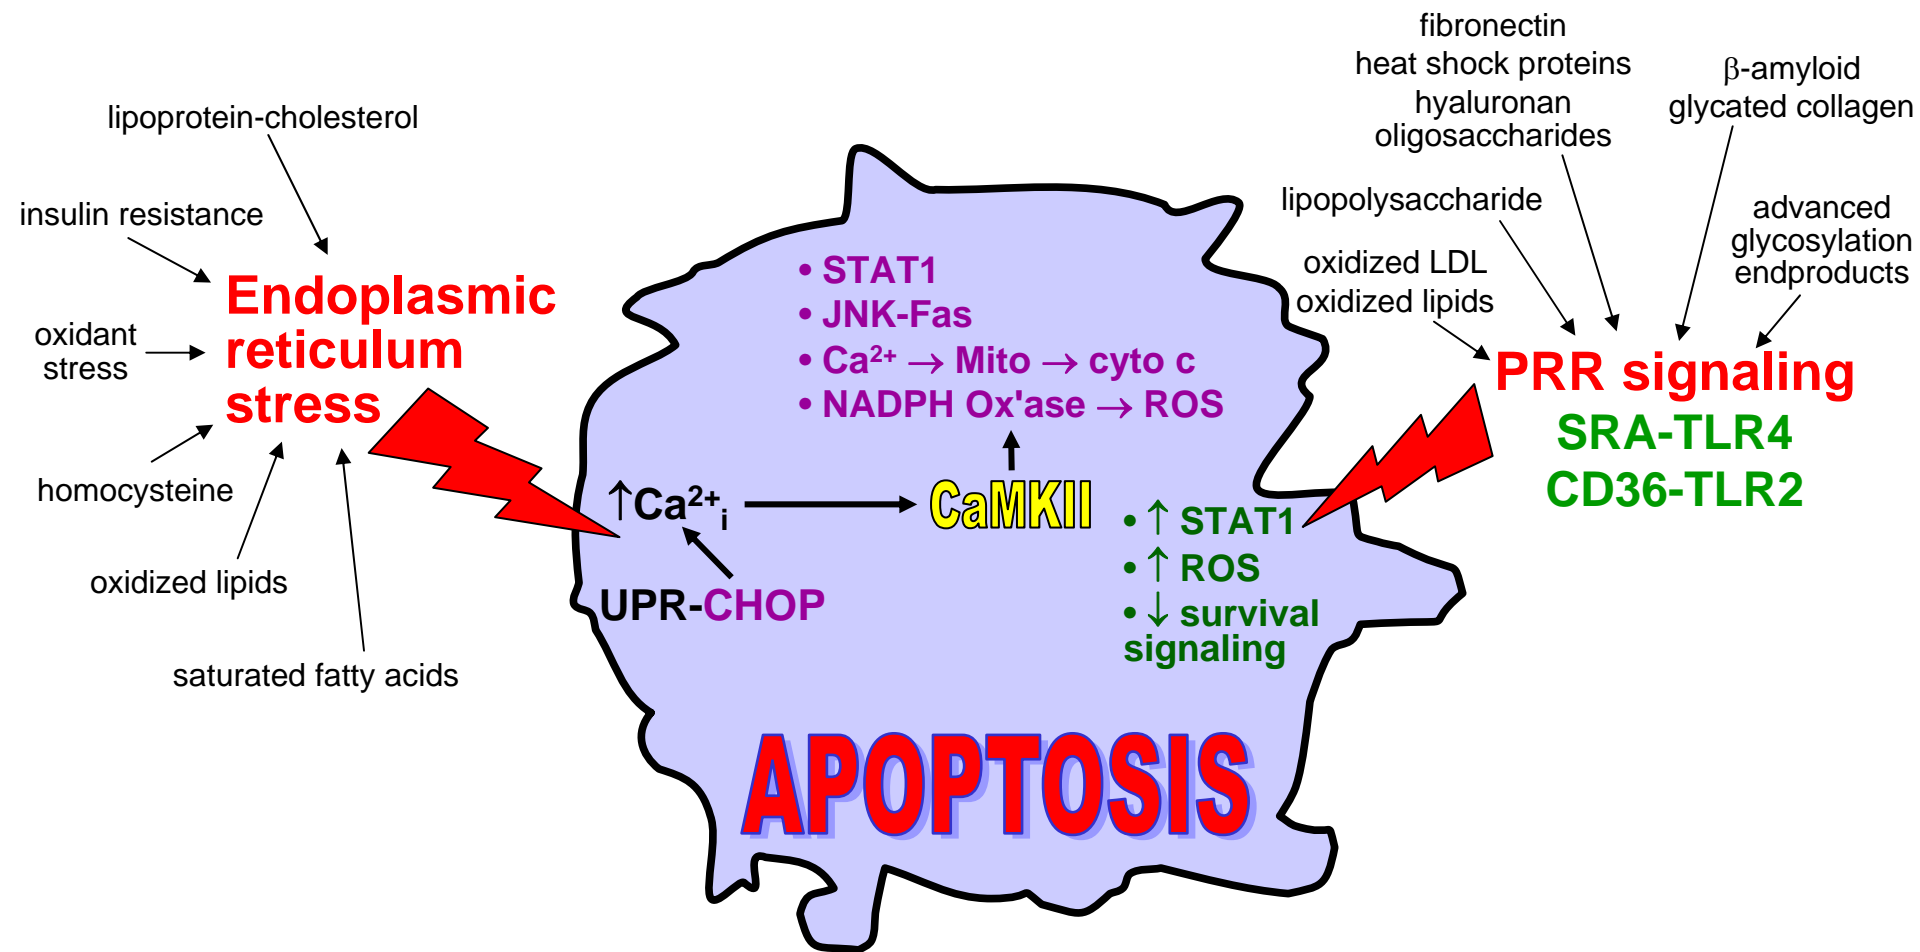 lipoprotein-cholesterol
insulin resistance
Endoplasmic
reticulum
stress
oxidant
stress
homocysteine
oxidized lipids
saturated fatty acids
• STAT1
• JNK-Fas
• Ca²⁺ → Mito → cyto c
• NADPH Ox'ase → ROS
↑Ca²⁺ᵢ
CaMKII
UPR-CHOP
• ↑ STAT1
• ↑ ROS
• ↓ survival
signaling
APOPTOSIS
fibronectin
heat shock proteins
hyaluronan
oligosaccharides
β-amyloid
glycated collagen
lipopolysaccharide
advanced
glycosylation
endproducts
oxidized LDL
oxidized lipids
PRR signaling
SRA-TLR4
CD36-TLR2